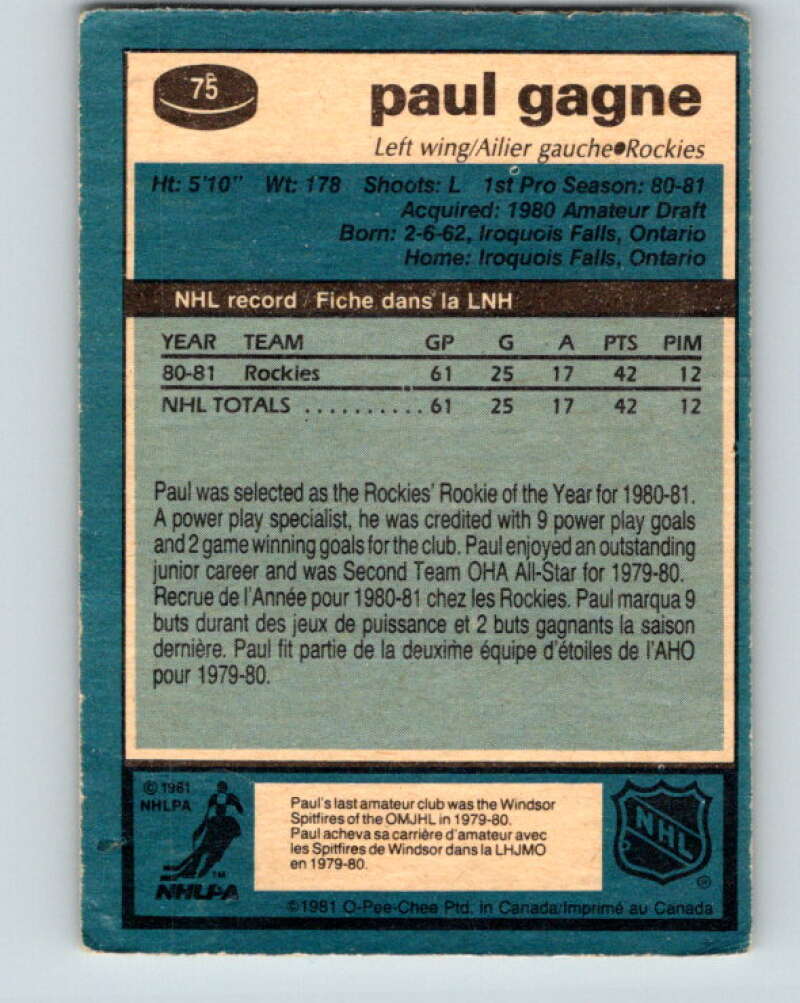 75
paul gagne
Left wing/Ailier gauche•Rockies
Ht: 5'10" Wt: 178 Shoots: L 1st Pro Season: 80-81
Acquired: 1980 Amateur Draft
Born: 2-6-62, Iroquois Falls, Ontario
Home: Iroquois Falls, Ontario
NHL record / Fiche dans la LNH
YEAR TEAM GP G A PTS PIM
80-81 Rockies 61 25 17 42 12
NHL TOTALS .......... 61 25 17 42 12
Paul was selected as the Rockies' Rookie of the Year for 1980-81.
A power play specialist, he was credited with 9 power play goals
and 2 game winning goals for the club. Paul enjoyed an outstanding
junior career and was Second Team OHA All-Star for 1979-80.
Recrue de l'Année pour 1980-81 chez les Rockies. Paul marqua 9
buts durant des jeux de puissance et 2 buts gagnants la saison
dernière. Paul fit partie de la deuxime équipe d'étoiles de l'AHO
pour 1979-80.
© 1981
NHLPA
TM
NHLPA
Paul's last amateur club was the Windsor
Spitfires of the OMJHL in 1979-80.
Paul acheva sa carrière d'amateur avec
les Spitfires de Windsor dans la LHJMO
en 1979-80.
NHL
®
©1981 O-Pee-Chee Ptd. in Canada/Imprimé au Canada